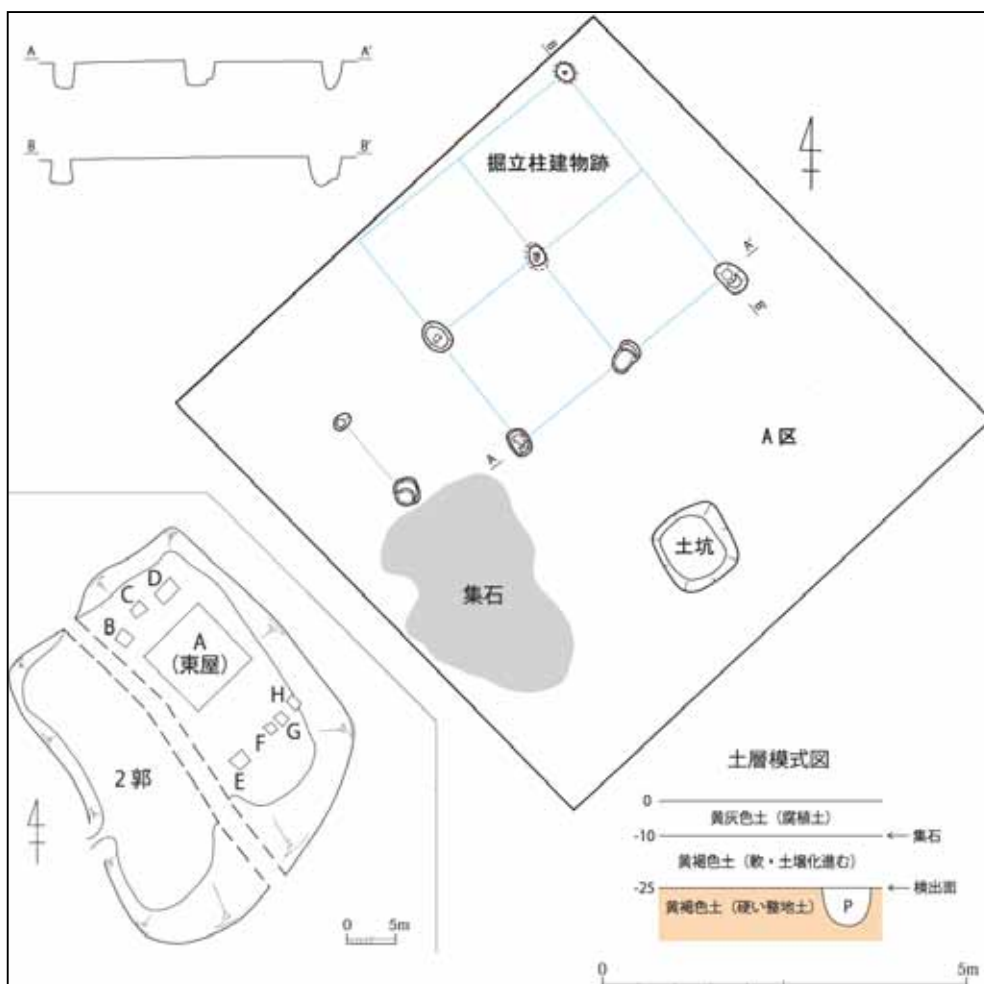 A A'
B B'
B
掘立柱建物跡
A'
B'
A
A区
土坑
集石
D
C
B
A
(東屋)
H
G
F
E
2郭
0 5m
土層模式図
0
黄灰色土(腐植土)
-10 ←集石
黄褐色土(軟・土壌化進む)
-25 ←検出面
黄褐色土(硬い整地土) P
0 5m